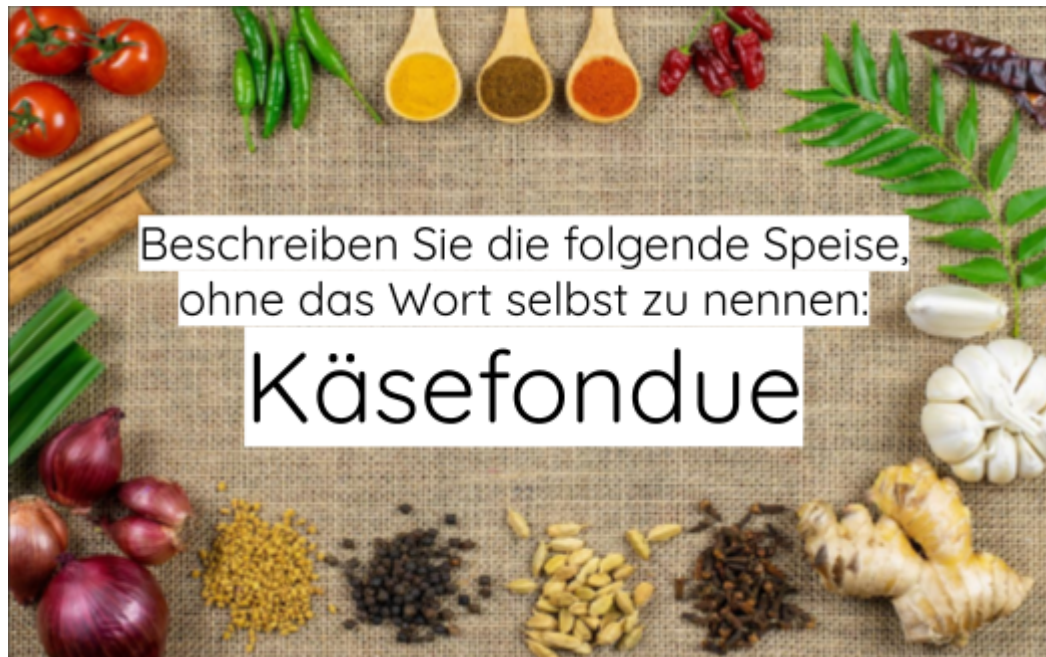 Beschreiben Sie die folgende Speise,
ohne das Wort selbst zu nennen:
Käsefondue